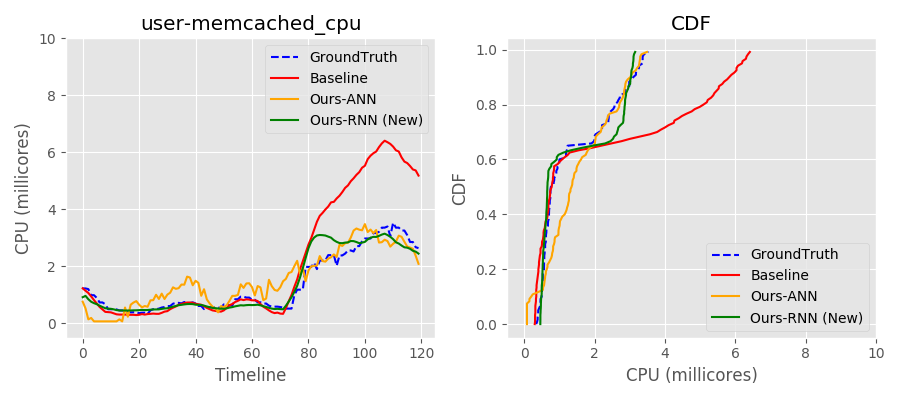 user-memcached_cpu
CPU (millicores)
10
8
6
4
2
0
0
20
40
60
80
100
120
Timeline
GroundTruth
Baseline
Ours-ANN
Ours-RNN (New)
CDF
CDF
1.0
0.8
0.6
0.4
0.2
0.0
0
2
4
6
8
10
CPU (millicores)
GroundTruth
Baseline
Ours-ANN
Ours-RNN (New)